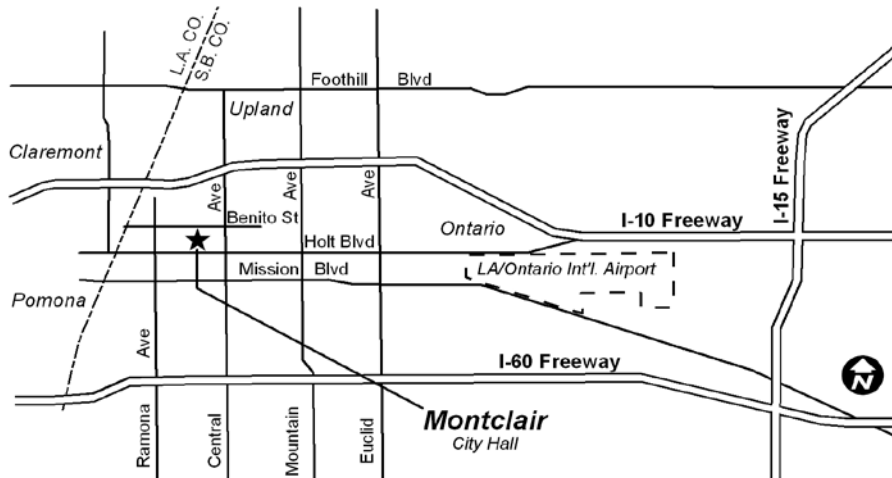 L.A. CO.
S.B. CO.
Foothill Blvd
Upland
Claremont
I-15 Freeway
Ave
Ave
Ave
Benito St
Ontario
I-10 Freeway
Holt Blvd
Mission Blvd
LA/Ontario Int'l. Airport
Pomona
Ave
I-60 Freeway
N
Montclair
City Hall
Ramona
Central
Mountain
Euclid